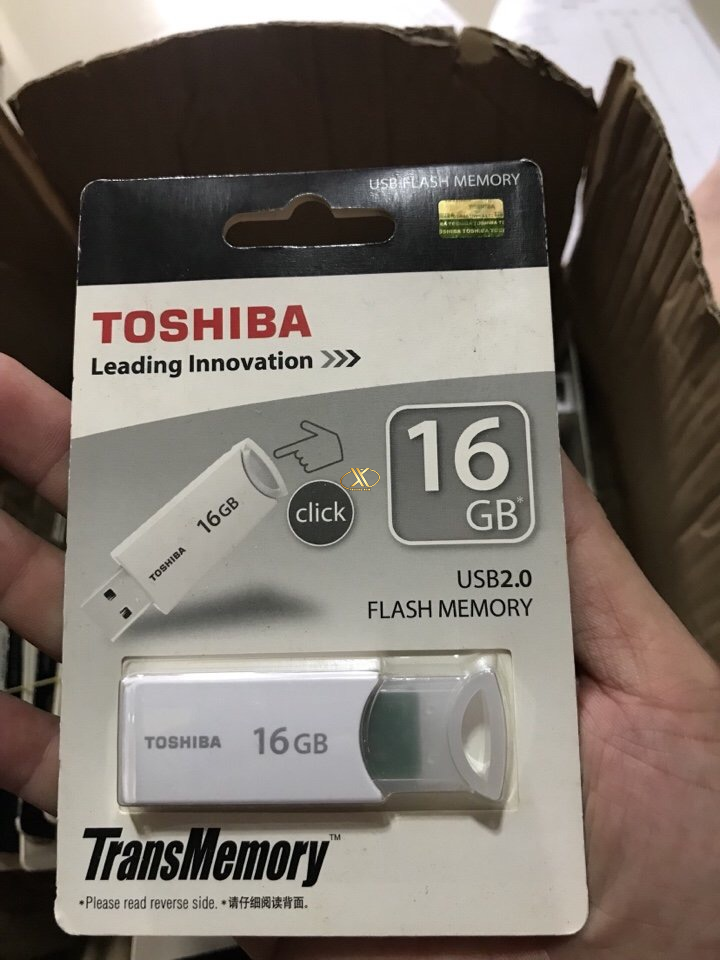 USB FLASH MEMORY
TOSHIBA
TOSHIBA
Leading Innovation >>>
16
GB*
16GB
TOSHIBA
click
USB2.0
FLASH MEMORY
TOSHIBA 16GB
TransMemory™
*Please read reverse side. *请仔细阅读背面。